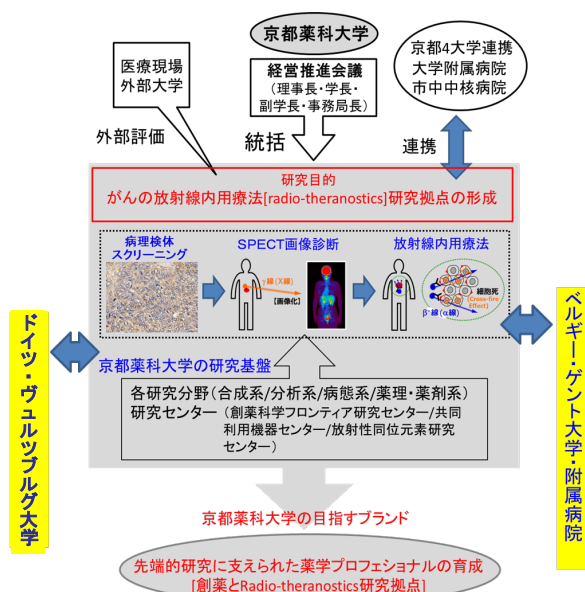 京都薬科大学
経営推進会議
(理事長・学長・
副学長・事務局長)
医療現場
外部大学
京都4大学連携
大学附属病院
市中中核病院
外部評価
統括
連携
研究目的
がんの放射線内用療法[radio-theranostics]研究拠点の形成
病理検体
スクリーニング
SPECT画像診断
放射線内用療法
γ線(X線)
【画像化】
細胞死
[Cross-fire
Effect]
β⁻線(α線)
ドイツ・ヴュルツブルグ大学
ベルギー・ゲント大学・附属病院
京都薬科大学の研究基盤
各研究分野(合成系/分析系/病態系/薬理・薬剤系)
研究センター(創薬科学フロンティア研究センター/共同
利用機器センター/放射性同位元素研究
センター)
京都薬科大学の目指すブランド
先端的研究に支えられた薬学プロフェショナルの育成
[創薬とRadio-theranostics研究拠点]